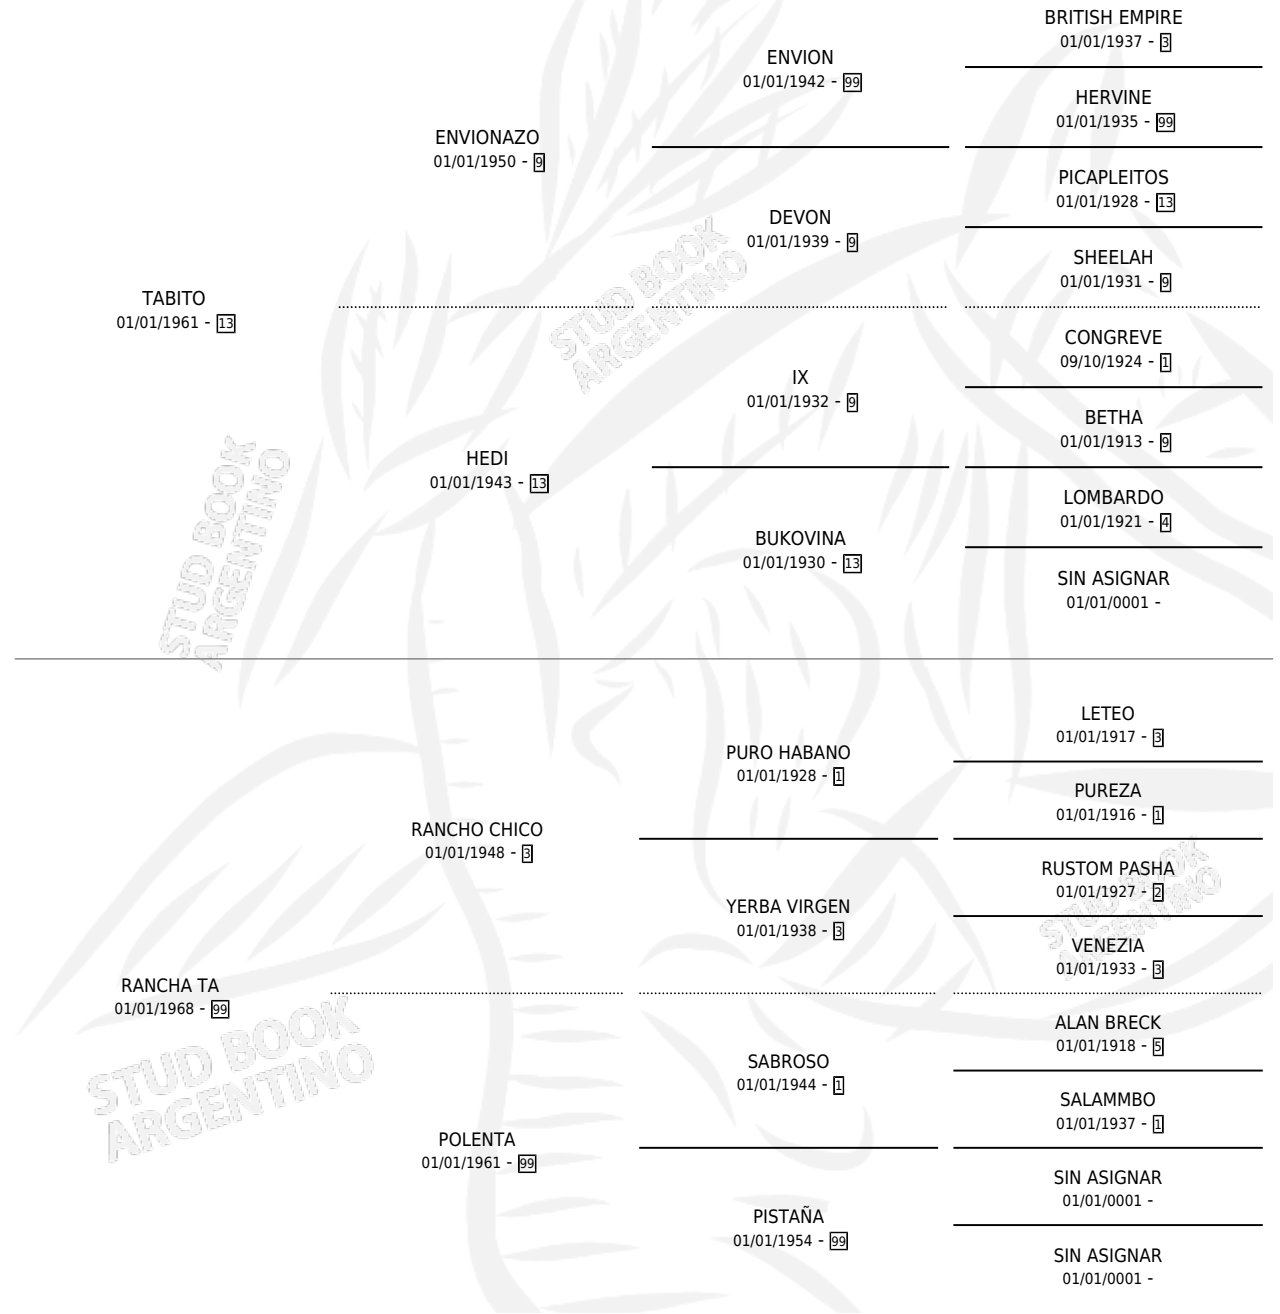 BRITISH EMPIRE
01/01/1937 - 3
ENVION
01/01/1942 - 99
HERVINE
01/01/1935 - 99
ENVIONAZO
01/01/1950 - 9
PICAPLEITOS
01/01/1928 - 13
DEVON
01/01/1939 - 9
SHEELAH
01/01/1931 - 9
TABITO
01/01/1961 - 13
CONGREVE
09/10/1924 - 1
IX
01/01/1932 - 9
BETHA
01/01/1913 - 9
HEDI
01/01/1943 - 13
LOMBARDO
01/01/1921 - 4
BUKOVINA
01/01/1930 - 13
SIN ASIGNAR
01/01/0001 -
LETEO
01/01/1917 - 3
PURO HABANO
01/01/1928 - 1
PUREZA
01/01/1916 - 1
RANCHO CHICO
01/01/1948 - 3
RUSTOM PASHA
01/01/1927 - 2
YERBA VIRGEN
01/01/1938 - 3
VENEZIA
01/01/1933 - 3
RANCHA TA
01/01/1968 - 99
ALAN BRECK
01/01/1918 - 5
SABROSO
01/01/1944 - 1
SALAMMBO
01/01/1937 - 1
POLENTA
01/01/1961 - 99
SIN ASIGNAR
01/01/0001 -
PISTAÑA
01/01/1954 - 99
SIN ASIGNAR
01/01/0001 -
STUD BOOK
ARGENTINO
STUD BOOK
ARGENTINO
STUD BOOK
ARGENTINO
STUD BOOK
ARGENTINO